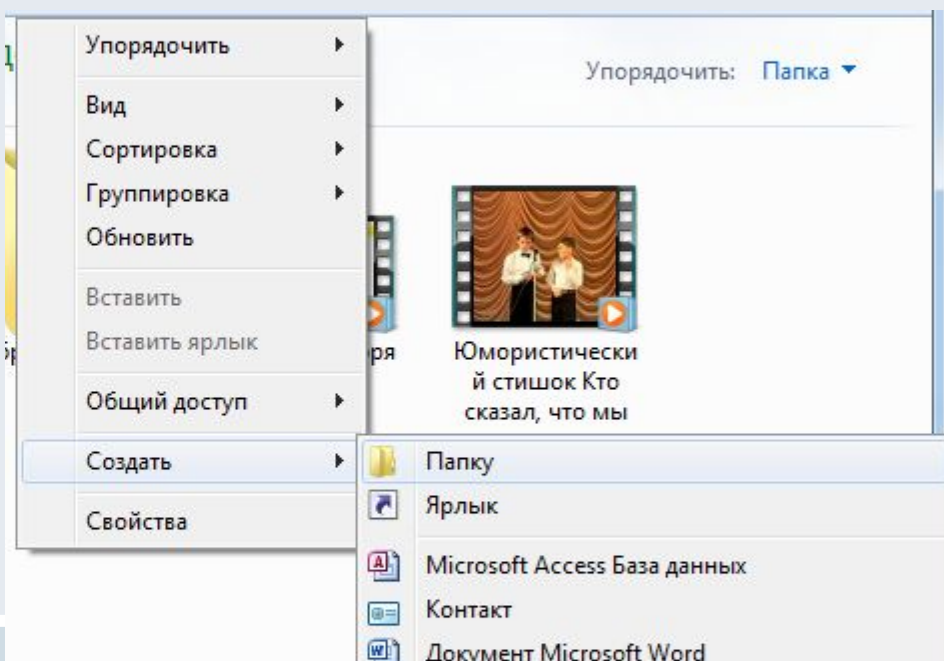 Упорядочить
Упорядочить: Папка
Вид
Сортировка
Группировка
Обновить
Вставить
Вставить ярлык
ря
Юмористически
й стишок Кто
сказал, что мы
Общий доступ
Создать
Папку
Ярлык
Свойства
Microsoft Access База данных
Контакт
Документ Microsoft Word